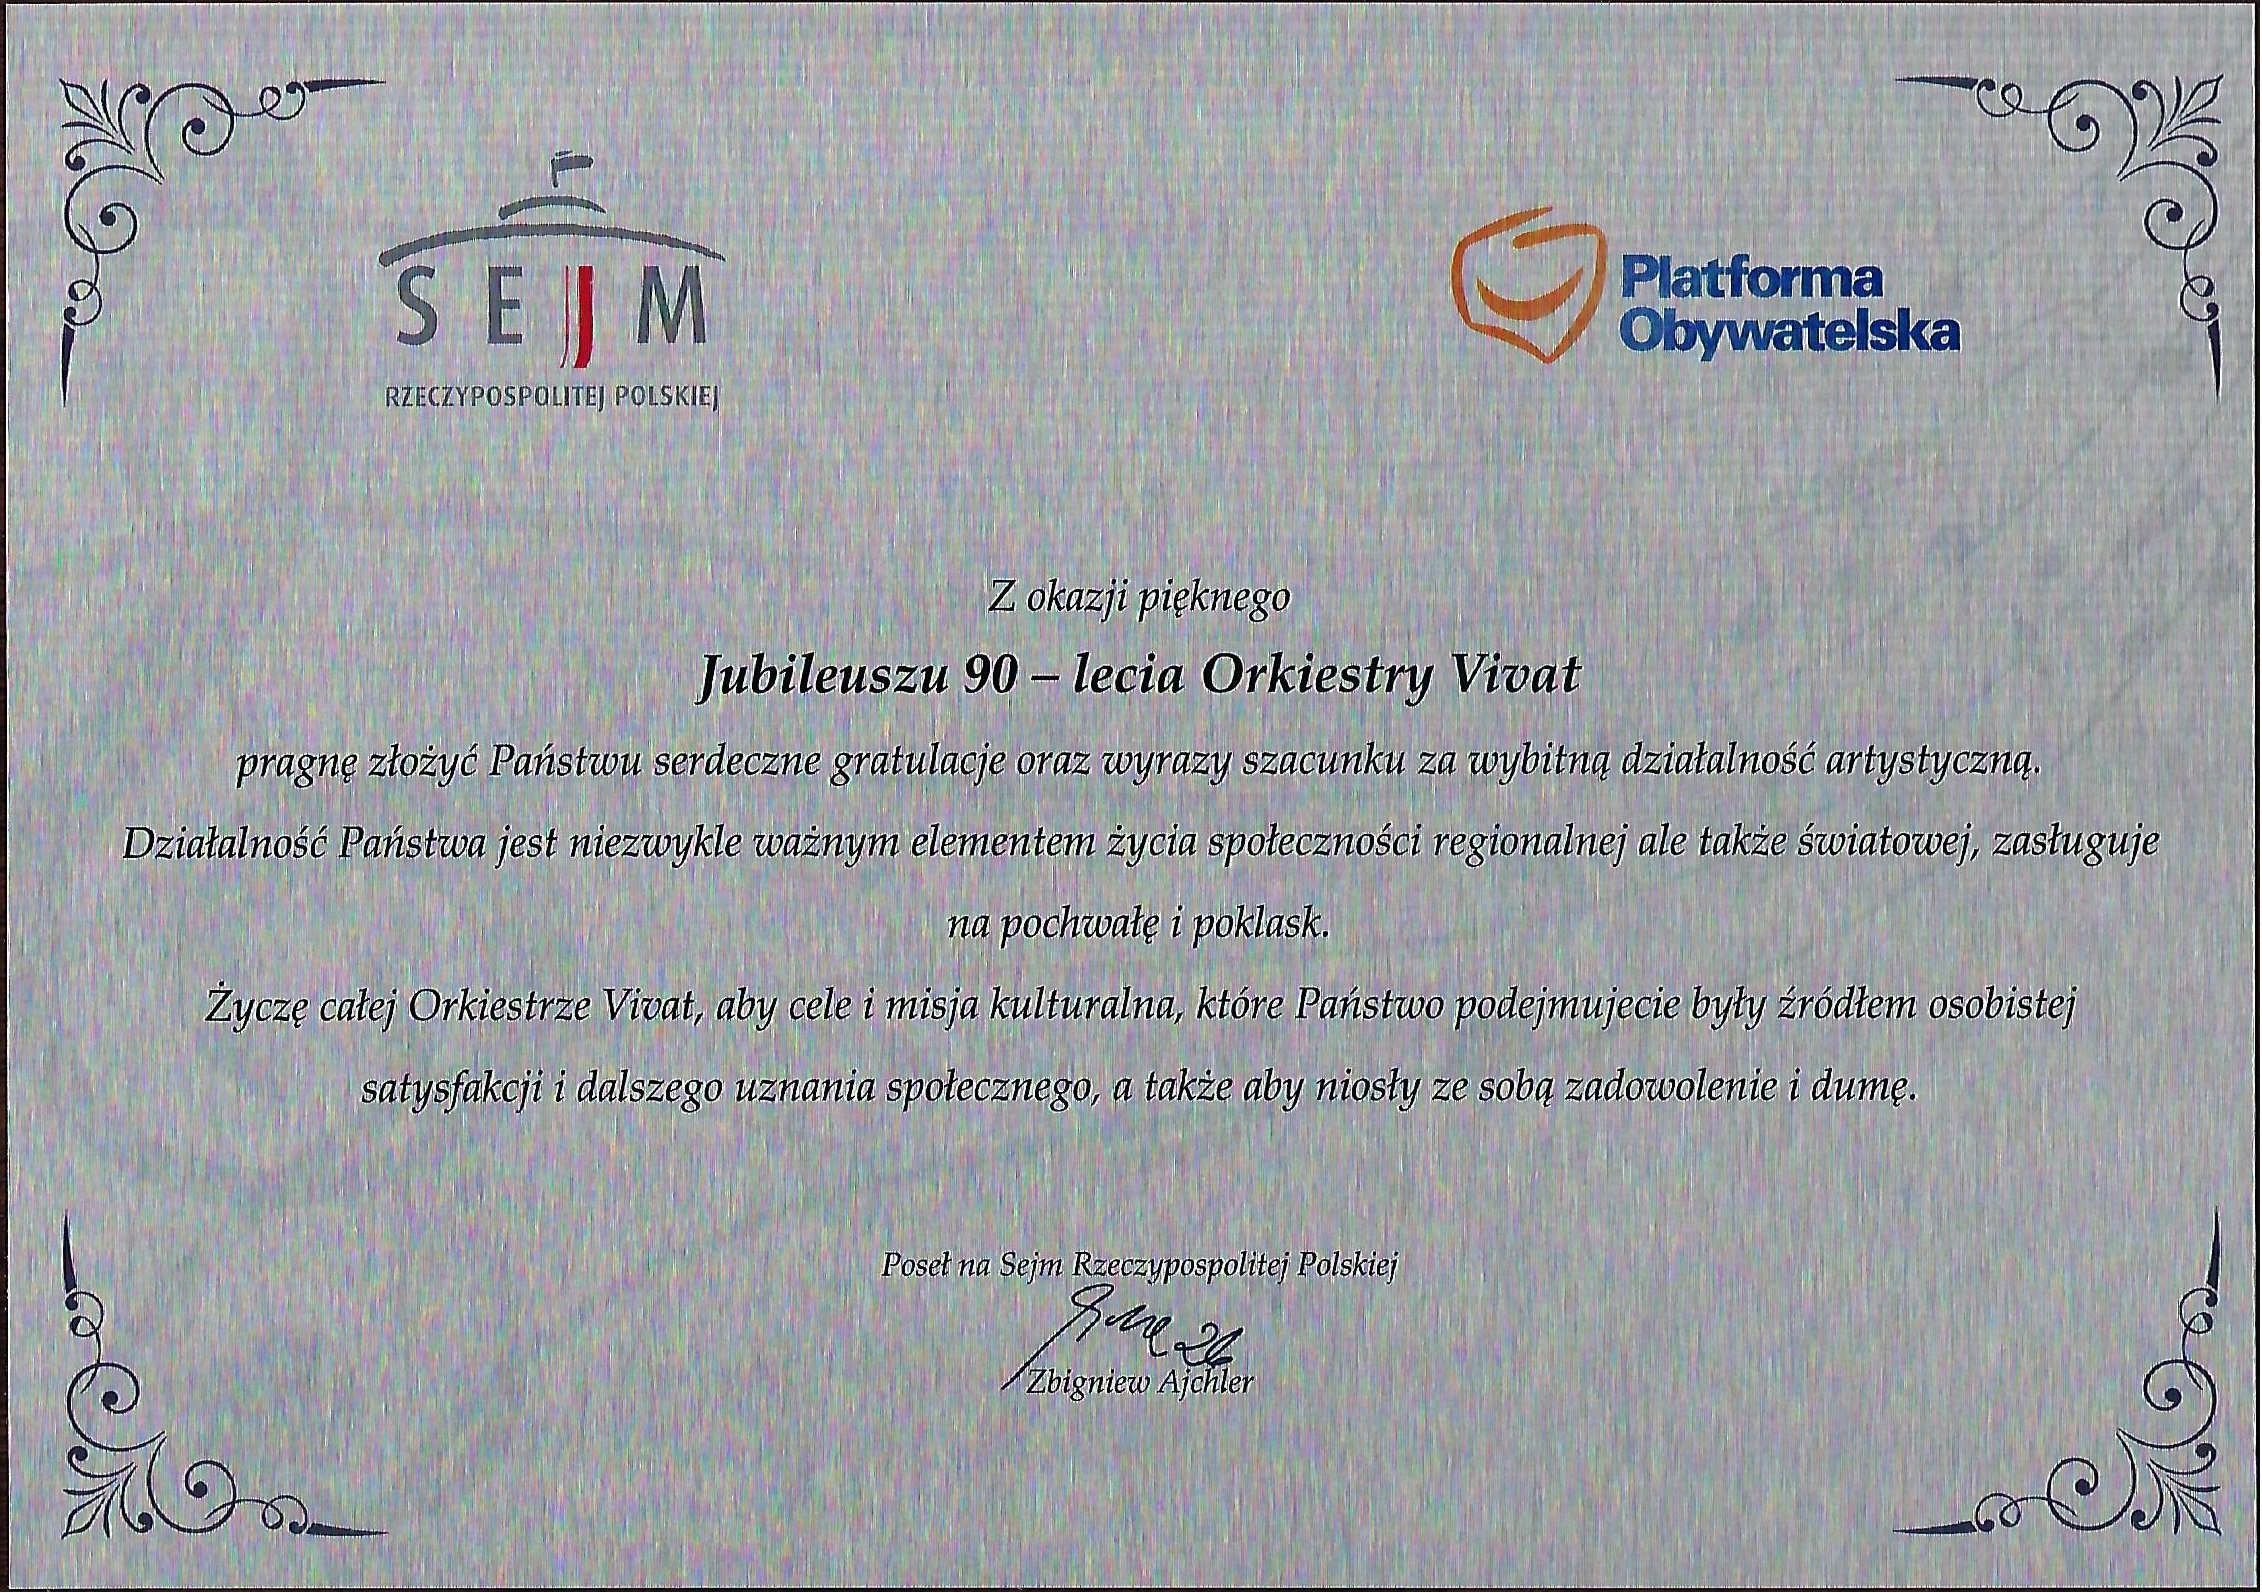 SEJM
RZECZYPOSPOLITEJ POLSKIEJ
Platforma
Obywatelska
Z okazji pięknego
Jubileuszu 90 – lecia Orkiestry Vivat
pragnę złożyć Państwu serdeczne gratulacje oraz wyrazy szacunku za wybitną działalność artystyczną.
Działalność Państwa jest niezwykle ważnym elementem życia społeczności regionalnej ale także światowej, zasługuje
na pochwałę i poklask.
Życzę całej Orkiestrze Vivat, aby cele i misja kulturalna, które Państwo podejmujecie były źródłem osobistej
satysfakcji i dalszego uznania społecznego, a także aby niosły ze sobą zadowolenie i dumę.
Poseł na Sejm Rzeczypospolitej Polskiej
Zbigniew Ajchler